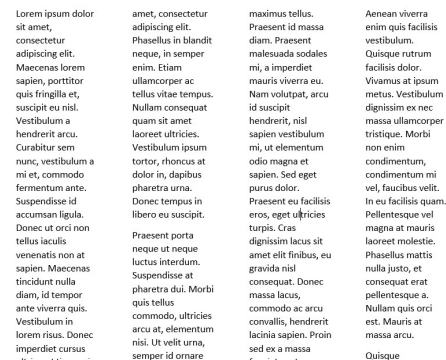 Lorem ipsum dolor
sit amet,
consectetur
adipiscing elit.
Maecenas lorem
sapien, porttitor
quis fringilla et,
suscipit eu nisl.
Vestibulum a
hendrerit arcu.
Curabitur sem
nunc, vestibulum a
mi et, commodo
fermentum ante.
Suspendisse id
accumsan ligula.
Donec ut orci non
tellus iaculis
venenatis non at
sapien. Maecenas
tincidunt nulla
diam, id tempor
ante viverra quis.
Vestibulum in
lorem risus. Donec
imperdiet cursus
amet, consectetur
adipiscing elit.
Phasellus in blandit
neque, in semper
enim. Etiam
ullamcorper ac
tellus vitae tempus.
Nullam consequat
quam sit amet
laoreet ultricies.
Vestibulum ipsum
tortor, rhoncus at
dolor in, dapibus
pharetra urna.
Donec tempus in
libero eu suscipit.
Praesent porta
neque ut neque
luctus interdum.
Suspendisse at
pharetra dui. Morbi
quis tellus
commodo, ultricies
arcu at, elementum
nisi. Ut velit urna,
semper id ornare
maximus tellus.
Praesent id massa
diam. Praesent
malesuada sodales
mi, a imperdiet
mauris viverra eu.
Nam volutpat, arcu
id suscipit
hendrerit, nisl
sapien vestibulum
mi, ut elementum
odio magna et
sapien. Sed eget
purus dolor.
Praesent eu facilisis
eros, eget ultricies
turpis. Cras
dignissim lacus sit
amet elit finibus, eu
gravida nisl
consequat. Donec
massa lacus,
commodo ac arcu
convallis, hendrerit
lacinia sapien. Proin
sed ex a massa
Aenean viverra
enim quis facilisis
vestibulum.
Quisque rutrum
facilisis dolor.
Vivamus at ipsum
metus. Vestibulum
dignissim ex nec
massa ullamcorper
tristique. Morbi
non enim
condimentum,
condimentum mi
vel, faucibus velit.
In eu facilisis quam.
Pellentesque vel
magna at mauris
laoreet molestie.
Phasellus mattis
nulla justo, et
consequat erat
pellentesque a.
Nullam quis orci
est. Mauris at
massa arcu.
Quisque